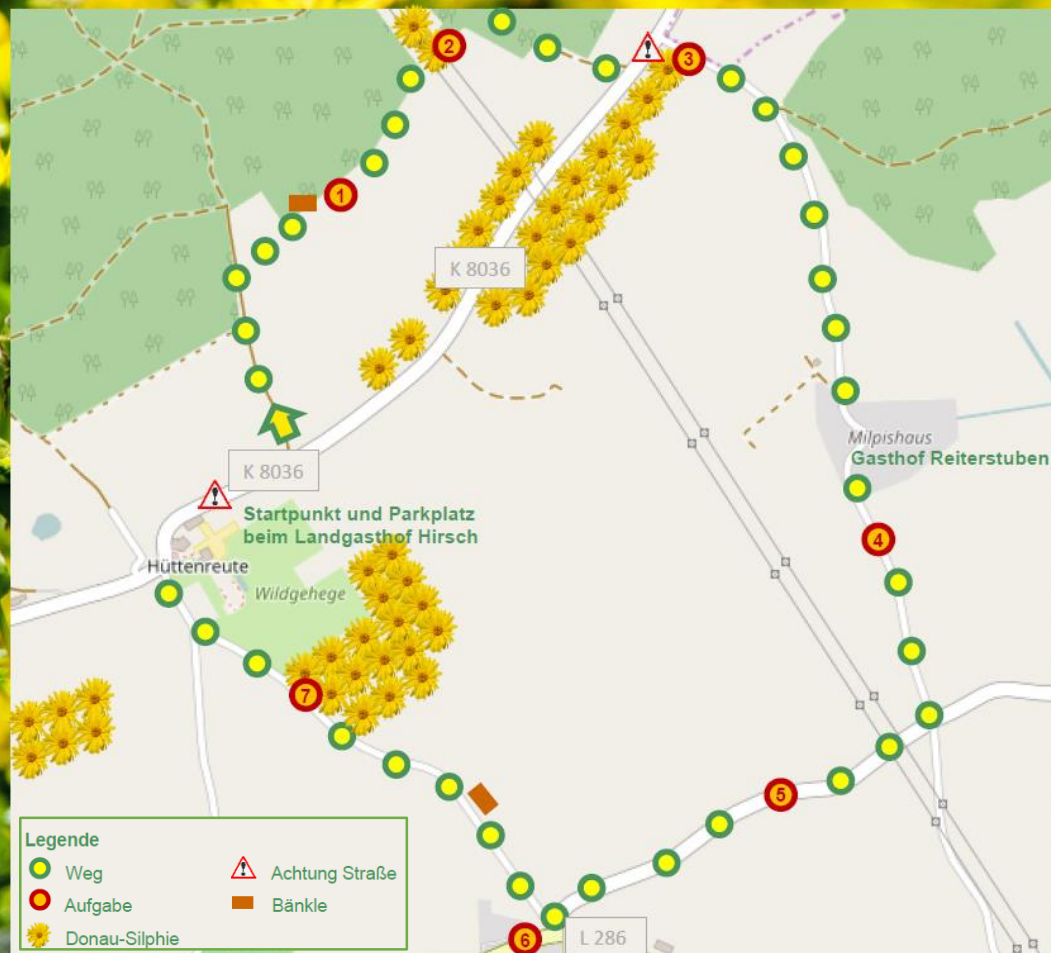 2
3
1
K 8036
Milpishaus
Gasthof Reiterstuben
K 8036
Startpunkt und Parkplatz
beim Landgasthof Hirsch
4
Hüttenreute
Wildgehege
7
5
6
L 286
Legende
Weg
Achtung Straße
Aufgabe
Bänkle
Donau-Silphie